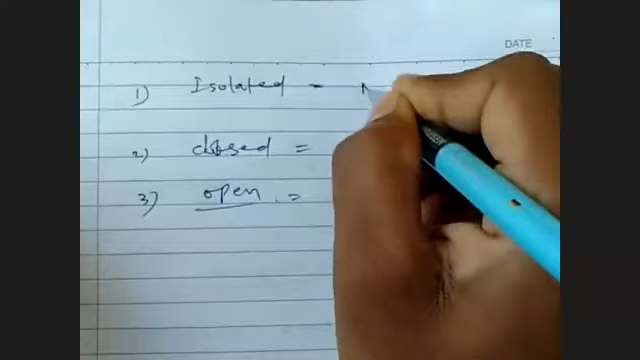 DATE
1) Isolated -
2) closed =
3) open . =